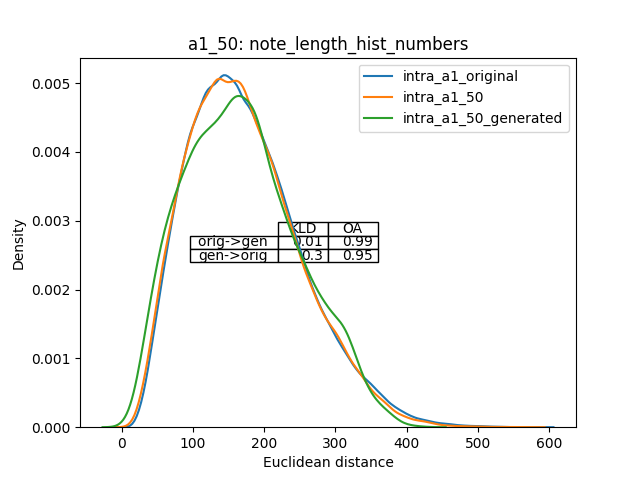 a1_50: note_length_hist_numbers
intra_a1_original
intra_a1_50
intra_a1_50_generated
0.005
0.004
0.003
0.002
0.001
0.000
Density
KLD OA
orig->gen 0.01 0.99
gen->orig 0.3 0.95
0 100 200 300 400 500 600
Euclidean distance